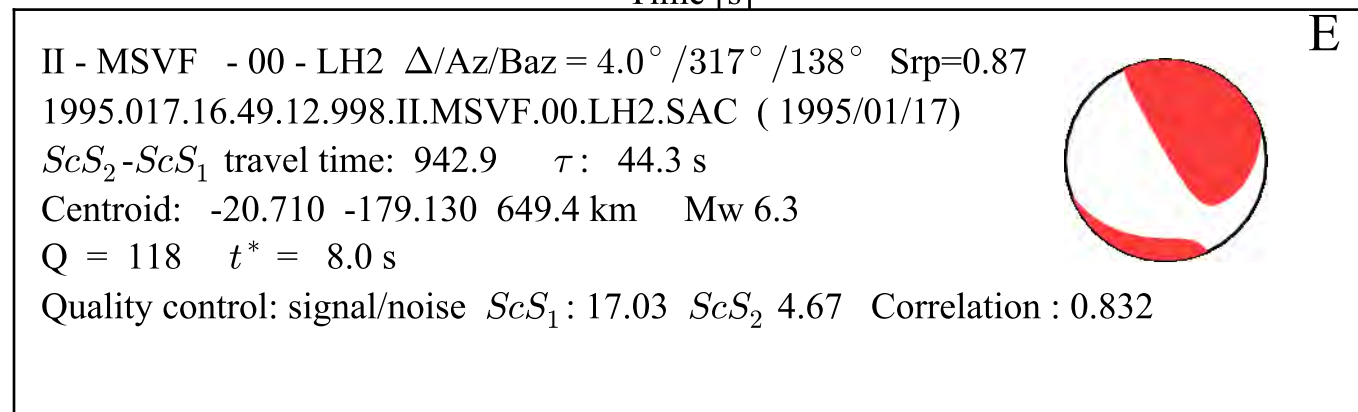 Time [s]
E
II - MSVF - 00 - LH2 Δ/Az/Baz = 4.0° /317° /138° Srp=0.87
1995.017.16.49.12.998.II.MSVF.00.LH2.SAC ( 1995/01/17)
ScS₂-ScS₁ travel time: 942.9 τ : 44.3 s
Centroid: -20.710 -179.130 649.4 km Mw 6.3
Q = 118 t* = 8.0 s
Quality control: signal/noise ScS₁: 17.03 ScS₂ 4.67 Correlation : 0.832